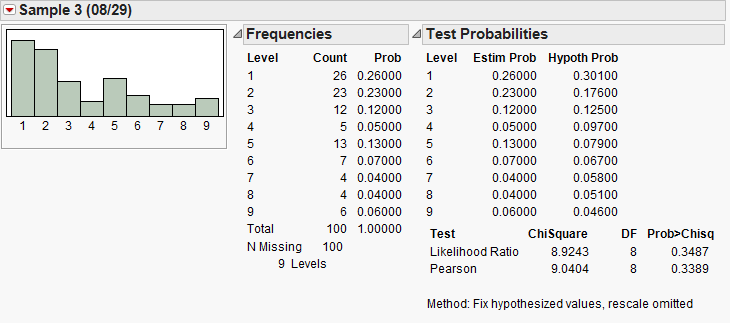 Sample 3 (08/29)
1 2 3 4 5 6 7 8 9
Frequencies
Level Count Prob
1 26 0.26000
2 23 0.23000
3 12 0.12000
4 5 0.05000
5 13 0.13000
6 7 0.07000
7 4 0.04000
8 4 0.04000
9 6 0.06000
Total 100 1.00000
N Missing 100
9 Levels
Test Probabilities
Level Estim Prob Hypoth Prob
1 0.26000 0.30100
2 0.23000 0.17600
3 0.12000 0.12500
4 0.05000 0.09700
5 0.13000 0.07900
6 0.07000 0.06700
7 0.04000 0.05800
8 0.04000 0.05100
9 0.06000 0.04600
Test ChiSquare DF Prob>Chisq
Likelihood Ratio 8.9243 8 0.3487
Pearson 9.0404 8 0.3389
Method: Fix hypothesized values, rescale omitted